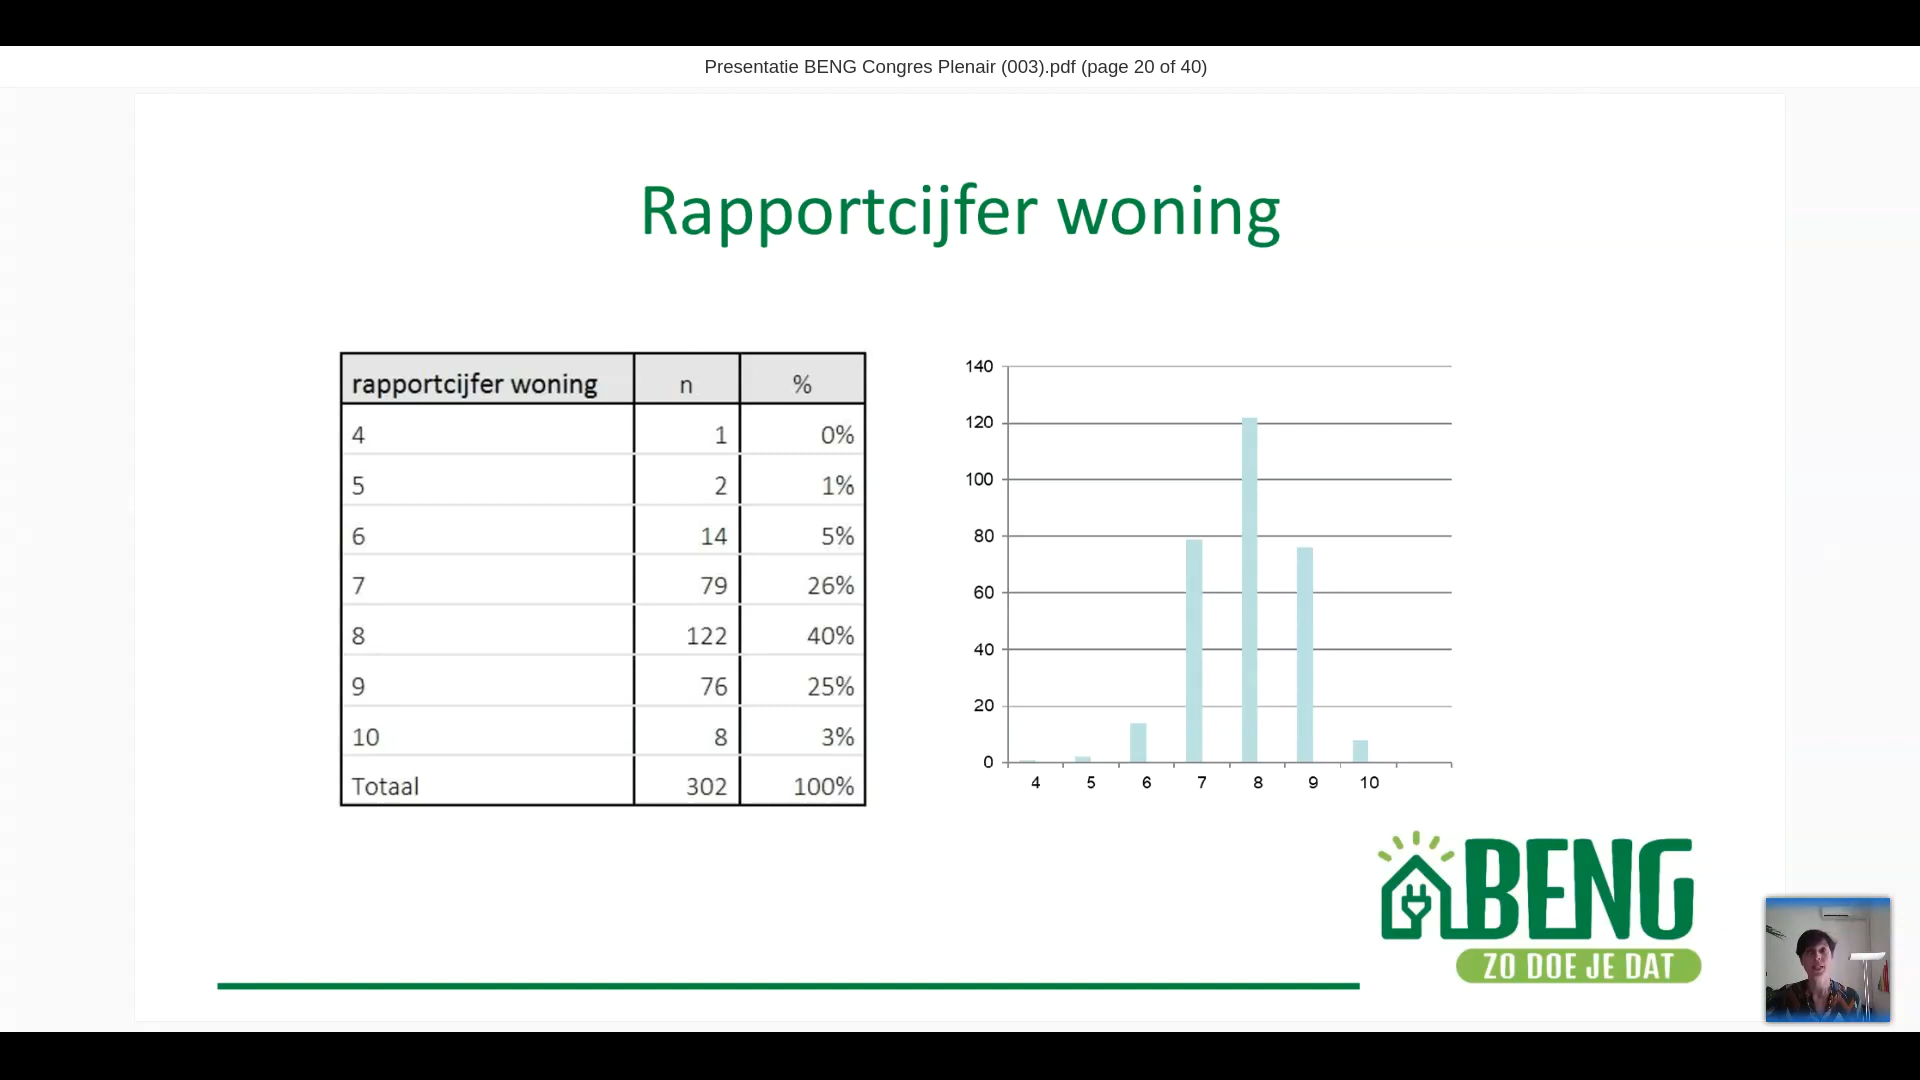 Presentatie BENG Congres Plenair (003).pdf (page 20 of 40)
Rapportcijfer woning
rapportcijfer woning n %
4 1 0%
5 2 1%
6 14 5%
7 79 26%
8 122 40%
9 76 25%
10 8 3%
Totaal 302 100%
140
120
100
80
60
40
20
0
4 5 6 7 8 9 10
BENG
ZO DOE JE DAT